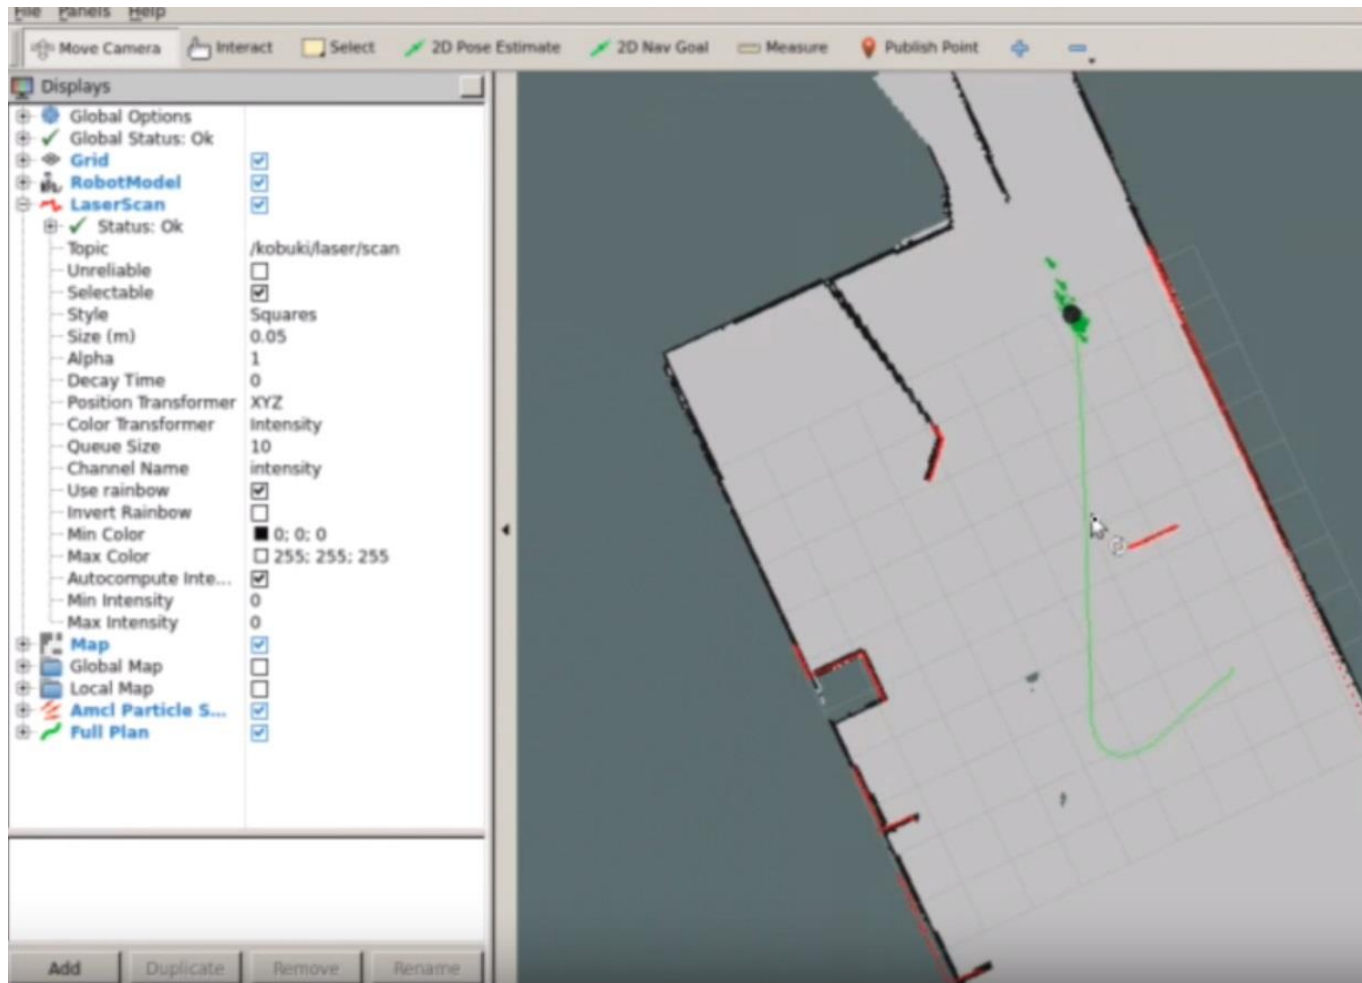 File Panels Help
Move Camera Interact Select 2D Pose Estimate 2D Nav Goal Measure Publish Point
Displays
Global Options
Global Status: Ok
Grid
RobotModel
LaserScan
Status: Ok
Topic /kobuki/laser/scan
Unreliable
Selectable
Style Squares
Size (m) 0.05
Alpha 1
Decay Time 0
Position Transformer XYZ
Color Transformer Intensity
Queue Size 10
Channel Name intensity
Use rainbow
Invert Rainbow
Min Color 0; 0; 0
Max Color 255; 255; 255
Autocompute Inte...
Min Intensity 0
Max Intensity 0
Map
Global Map
Local Map
Amcl Particle S...
Full Plan
Add Duplicate Remove Rename